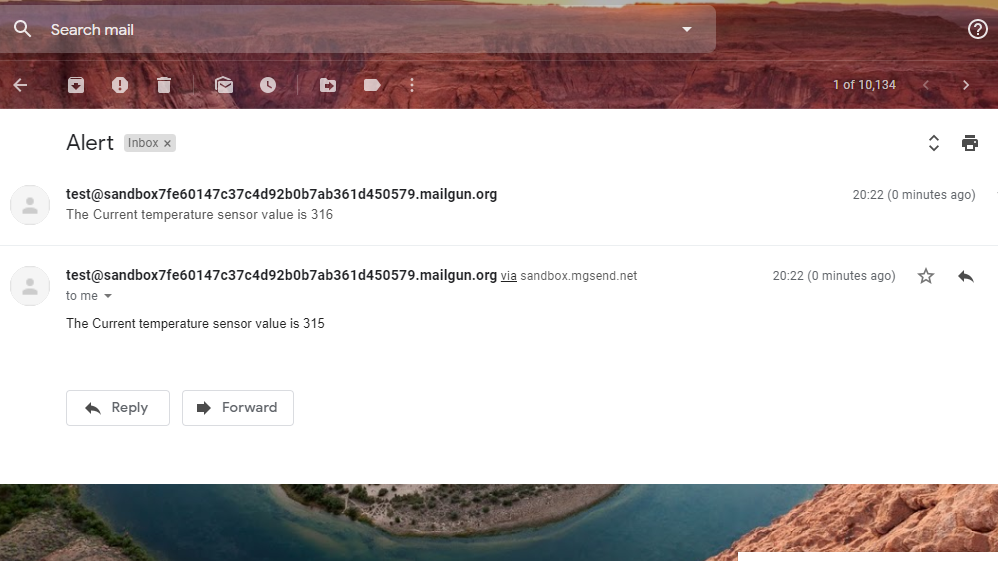 Search mail
1 of 10,134
Alert Inbox ×
test@sandbox7fe60147c37c4d92b0b7ab361d450579.mailgun.org 20:22 (0 minutes ago)
The Current temperature sensor value is 316
test@sandbox7fe60147c37c4d92b0b7ab361d450579.mailgun.org via sandbox.mgsend.net 20:22 (0 minutes ago)
to me
The Current temperature sensor value is 315
Reply Forward